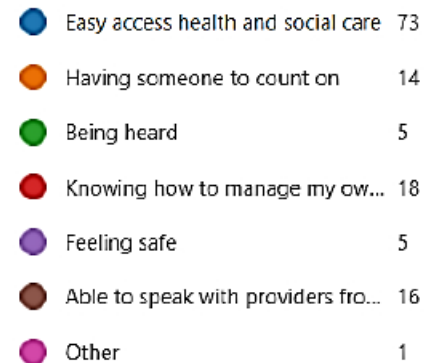 Easy access health and social care 73
Having someone to count on 14
Being heard 5
Knowing how to manage my ow... 18
Feeling safe 5
Able to speak with providers fro... 16
Other 1